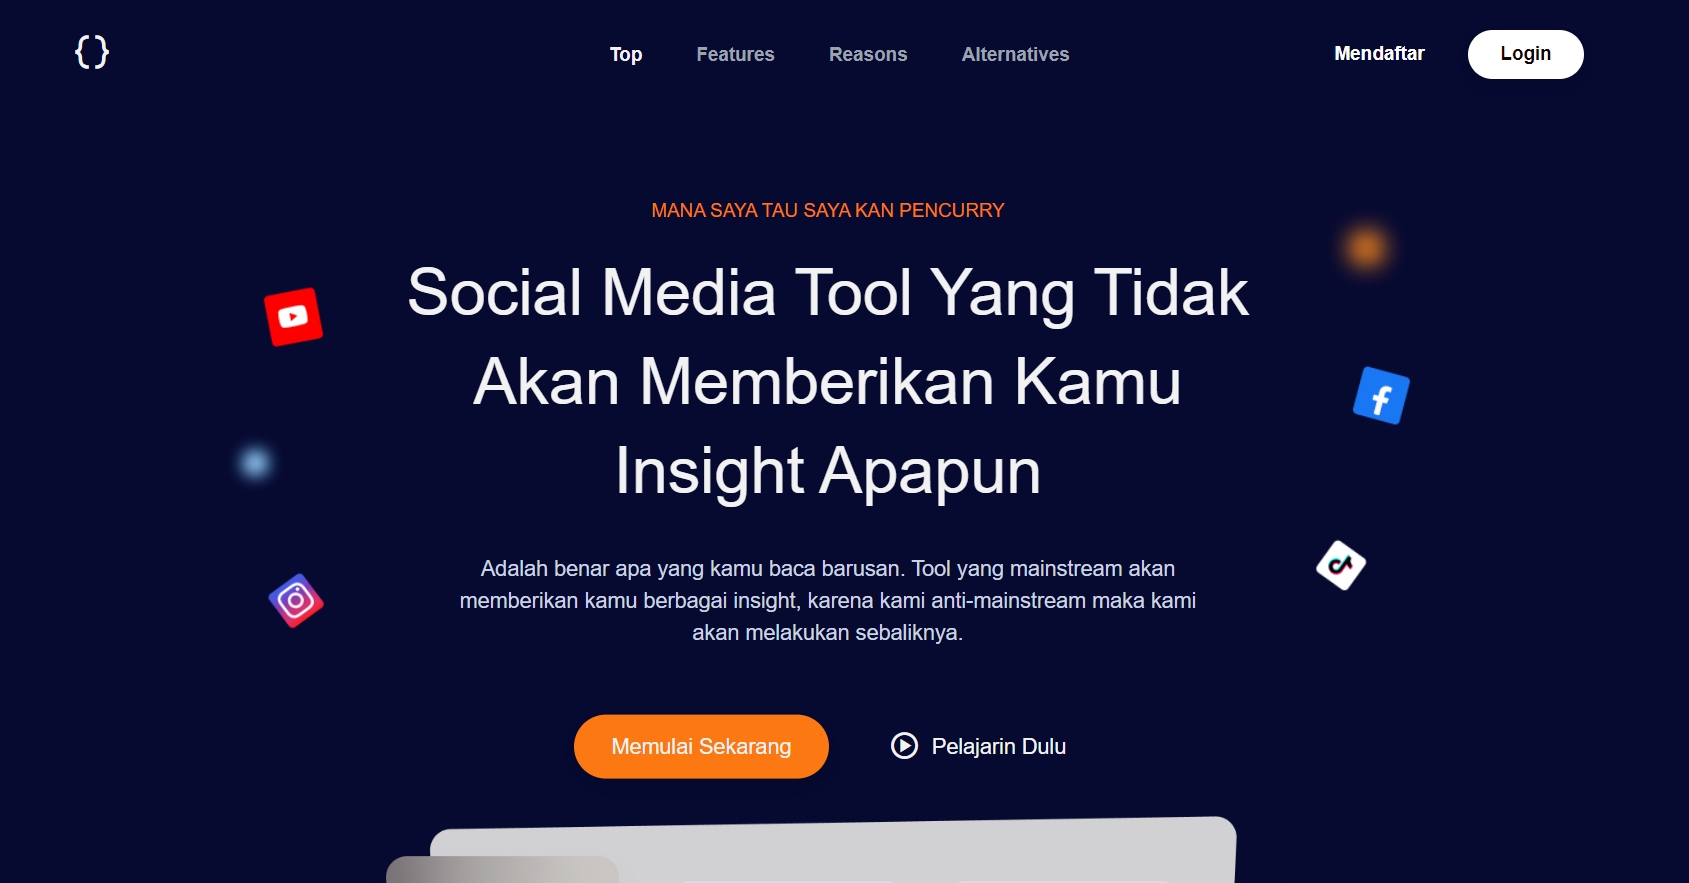 { }
Top Features Reasons Alternatives Mendaftar Login
MANA SAYA TAU SAYA KAN PENCURRY
Social Media Tool Yang Tidak
Akan Memberikan Kamu
Insight Apapun
Adalah benar apa yang kamu baca barusan. Tool yang mainstream akan
memberikan kamu berbagai insight, karena kami anti-mainstream maka kami
akan melakukan sebaliknya.
Memulai Sekarang
Pelajarin Dulu